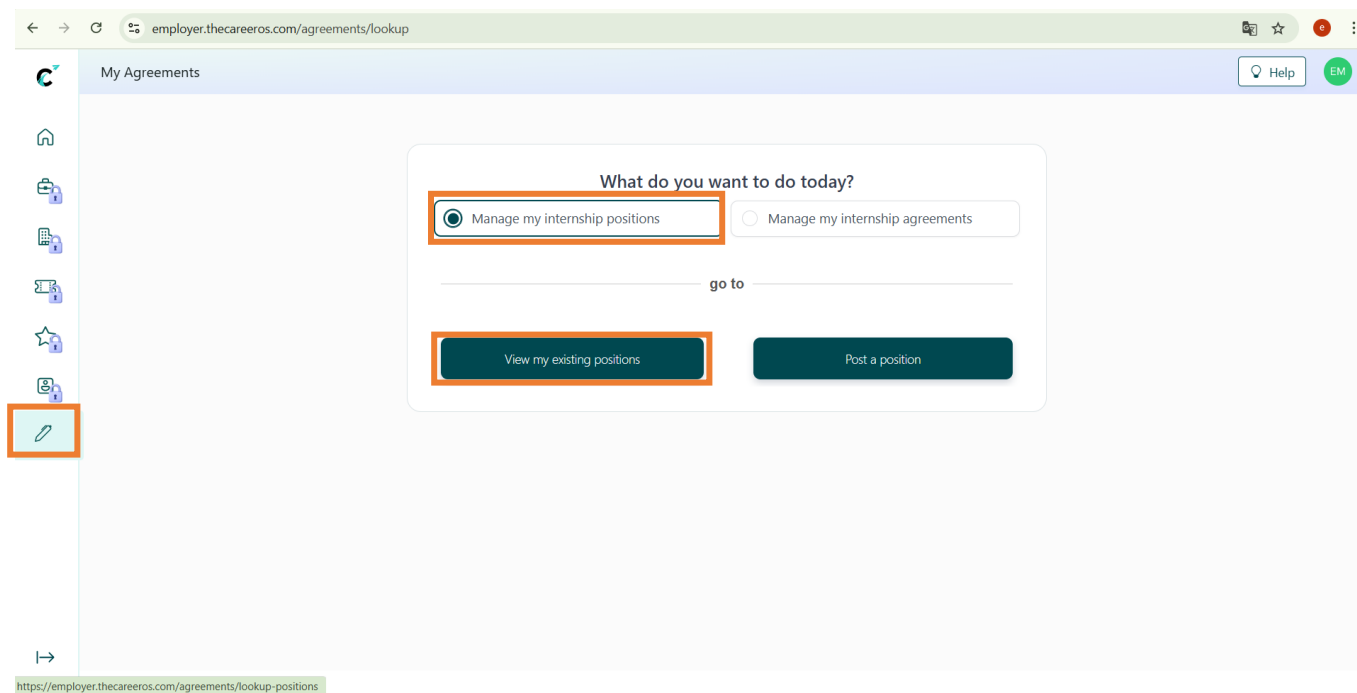 employer.thecareeros.com/agreements/lookup
e
My Agreements
Help
EM
What do you want to do today?
Manage my internship positions
Manage my internship agreements
go to
View my existing positions
Post a position
https://employer.thecareeros.com/agreements/lookup-positions